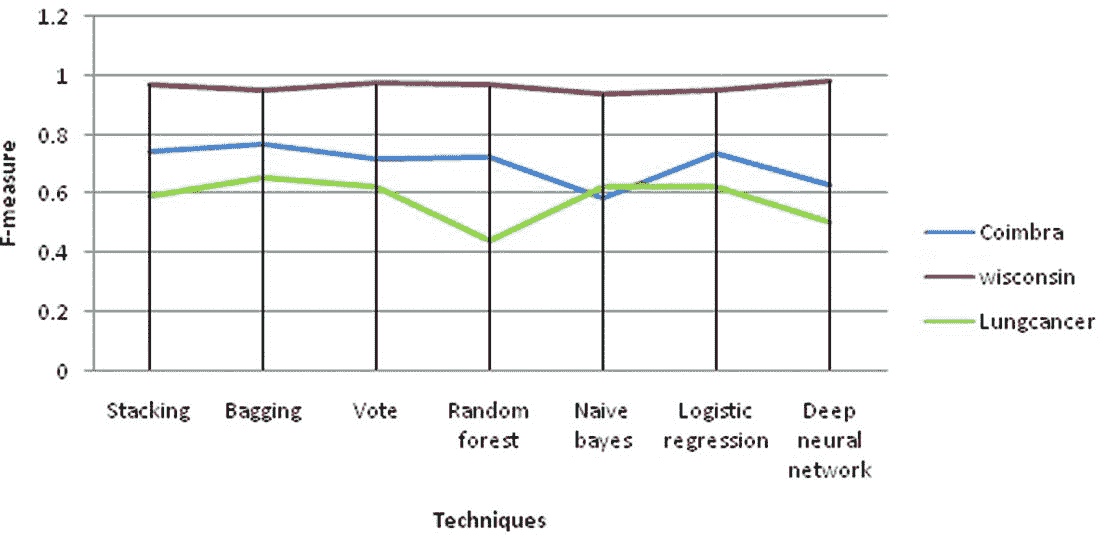 1.2
1
0.8
0.6
0.4
0.2
0
F-measure
Stacking Bagging Vote Random Naive Logistic Deep
forest bayes regression neural
network
Techniques
Coimbra
wisconsin
Lungcancer